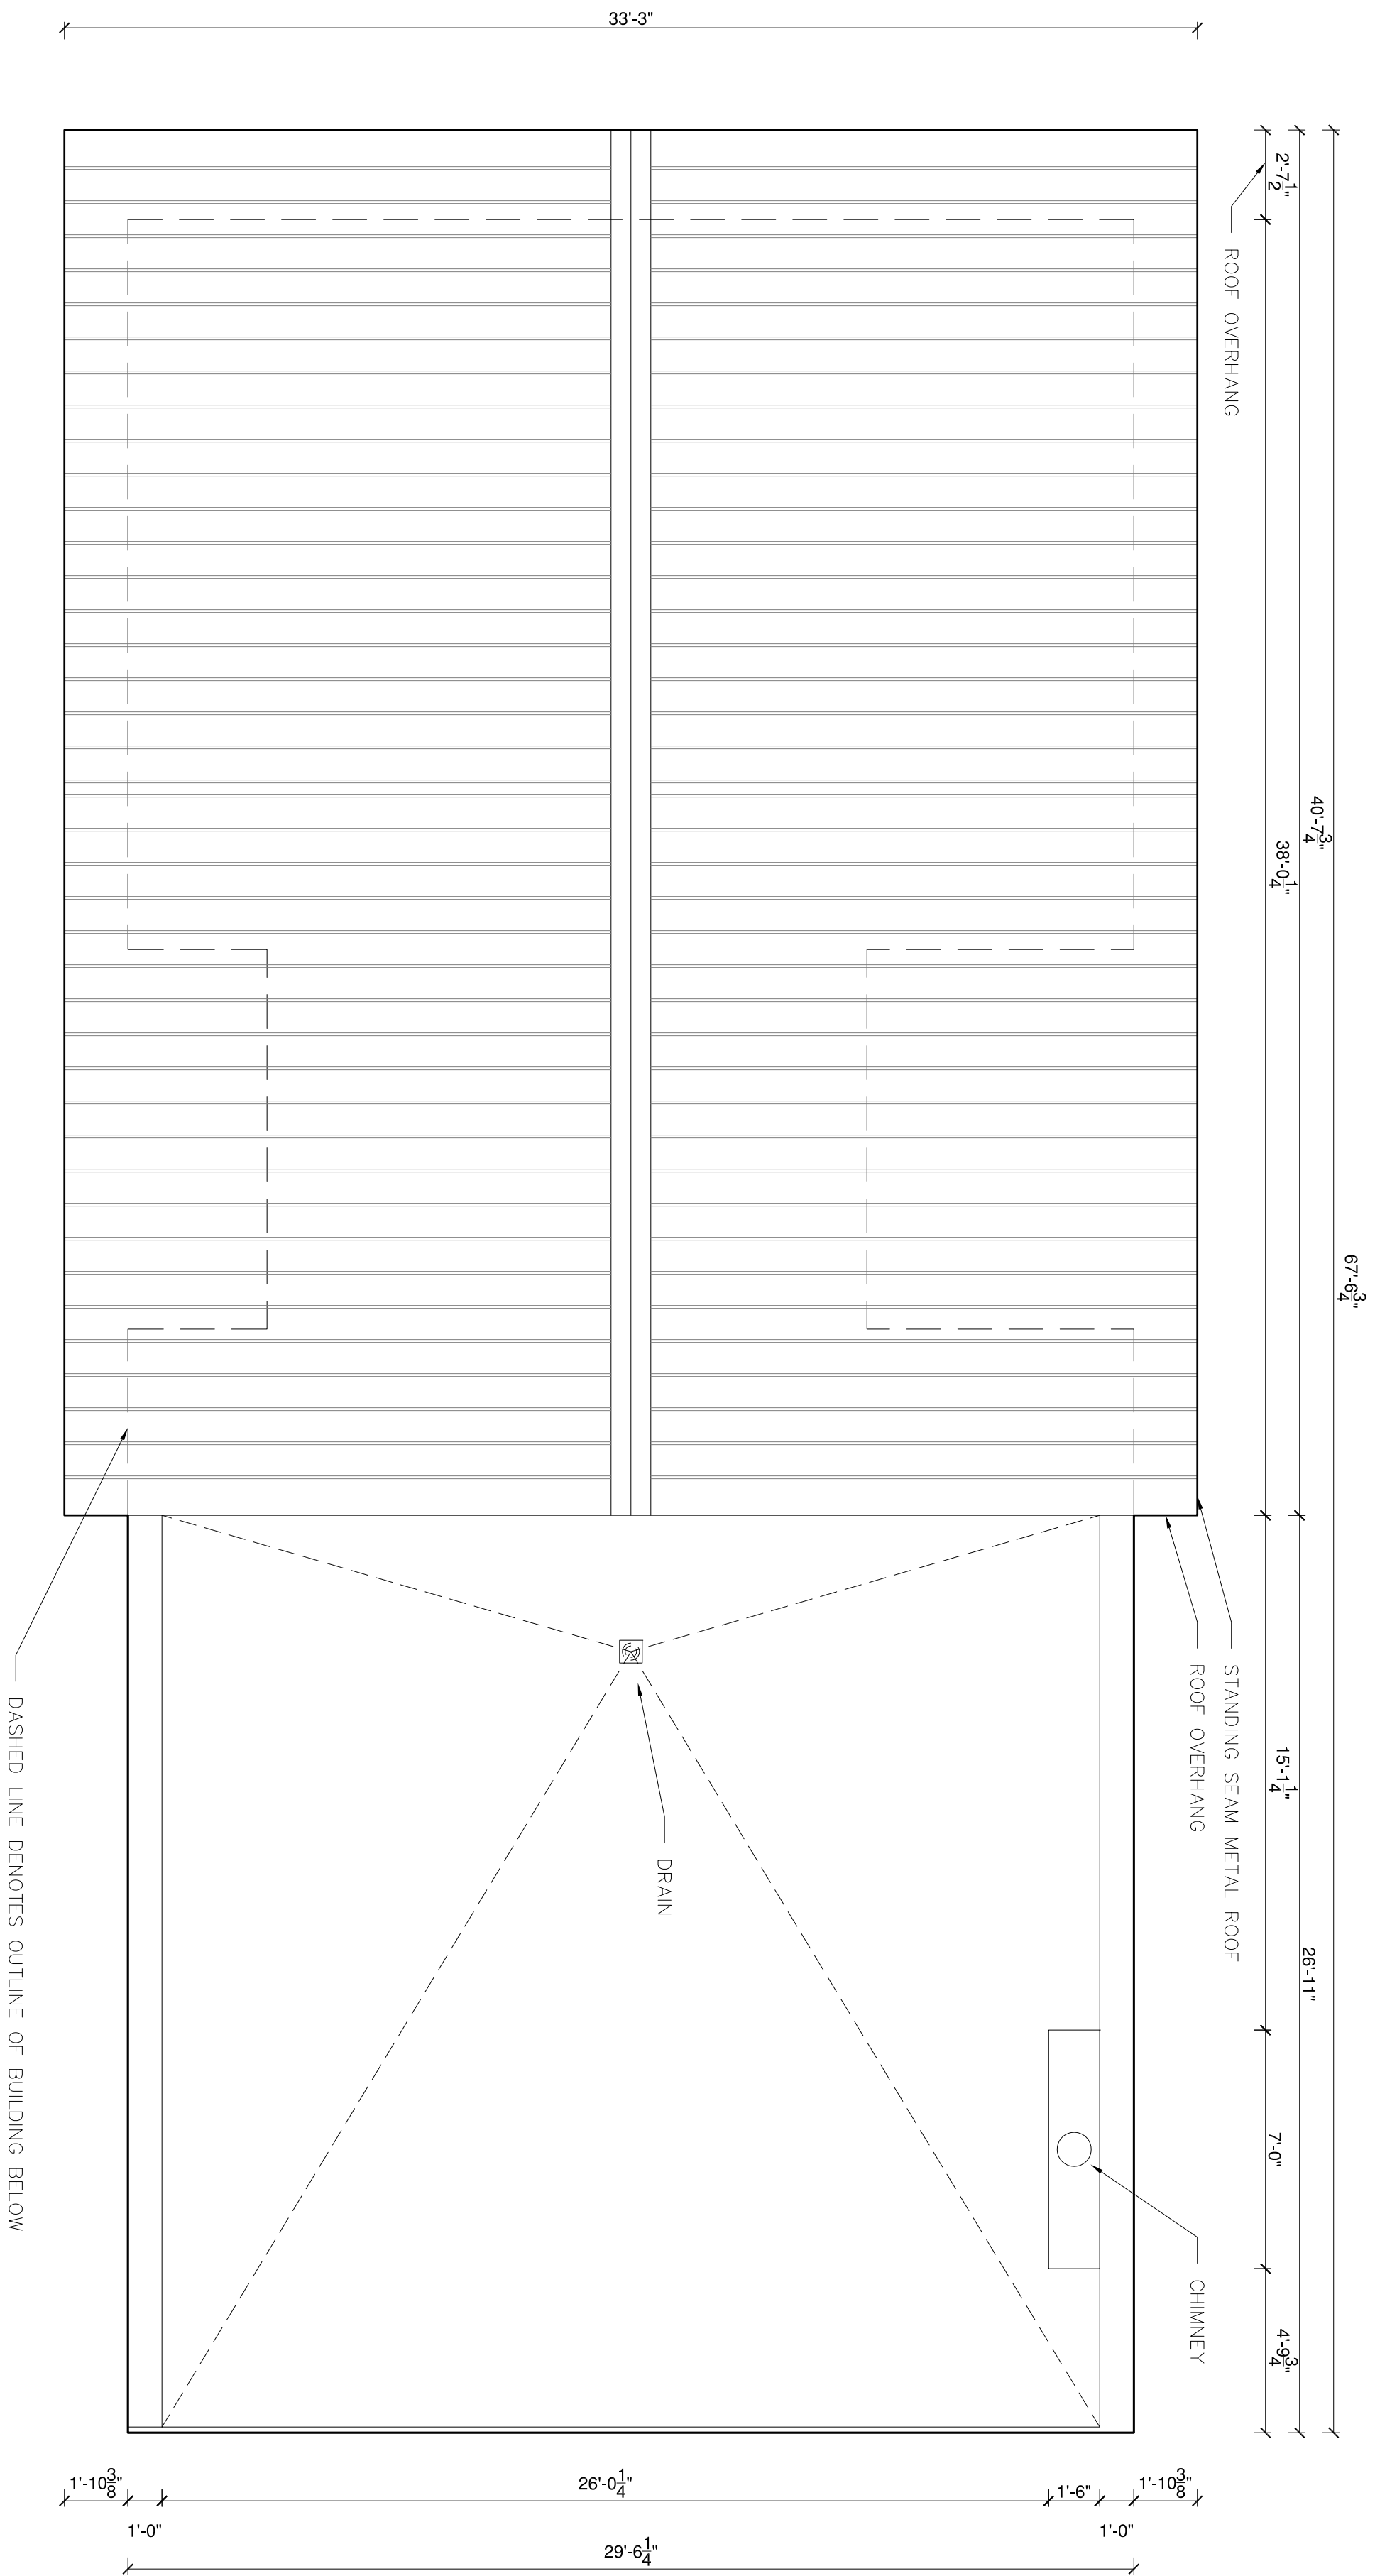 33'-3"
2'-7 1/2"
ROOF OVERHANG
40'-7 3/4"
38'-0 1/4"
67'-6 3/4"
STANDING SEAM METAL ROOF
ROOF OVERHANG
15'-1 1/4"
26'-11"
DRAIN
DASHED LINE DENOTES OUTLINE OF BUILDING BELOW
7'-0"
CHIMNEY
4'-9 3/4"
1'-10 3/8"
26'-0 1/4"
1'-6"
1'-10 3/8"
1'-0"
1'-0"
29'-6 1/4"